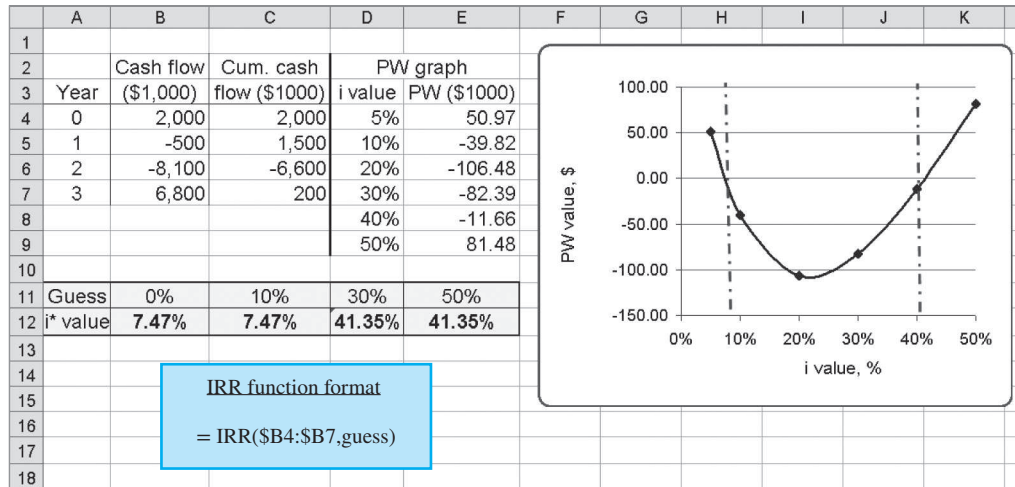 A B C D E F G H I J K
1
2 Cash flow Cum. cash PW graph
3 Year ($1,000) flow ($1000) i value PW ($1000)
4 0 2,000 2,000 5% 50.97
5 1 -500 1,500 10% -39.82
6 2 -8,100 -6,600 20% -106.48
7 3 6,800 200 30% -82.39
8 40% -11.66
9 50% 81.48
10
11 Guess 0% 10% 30% 50%
12 i* value 7.47% 7.47% 41.35% 41.35%
13
14
15
16
17
18
IRR function format
= IRR($B4:$B7,guess)
100.00
50.00
0.00
-50.00
-100.00
-150.00
PW value, $
0% 10% 20% 30% 40% 50%
i value, %